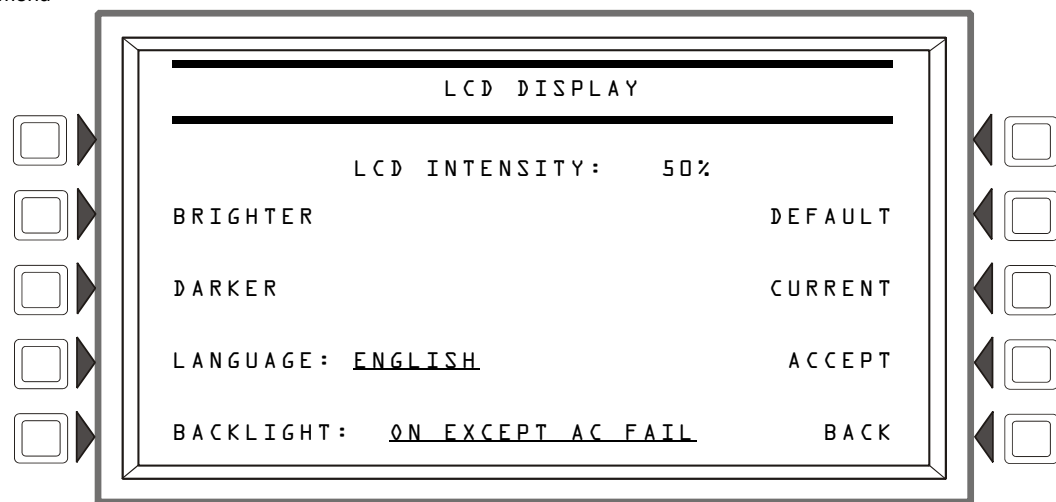 LCD DISPLAY
LCD INTENSITY: 50%
BRIGHTER DEFAULT
DARKER CURRENT
LANGUAGE: ENGLISH ACCEPT
BACKLIGHT: ON EXCEPT AC FAIL BACK